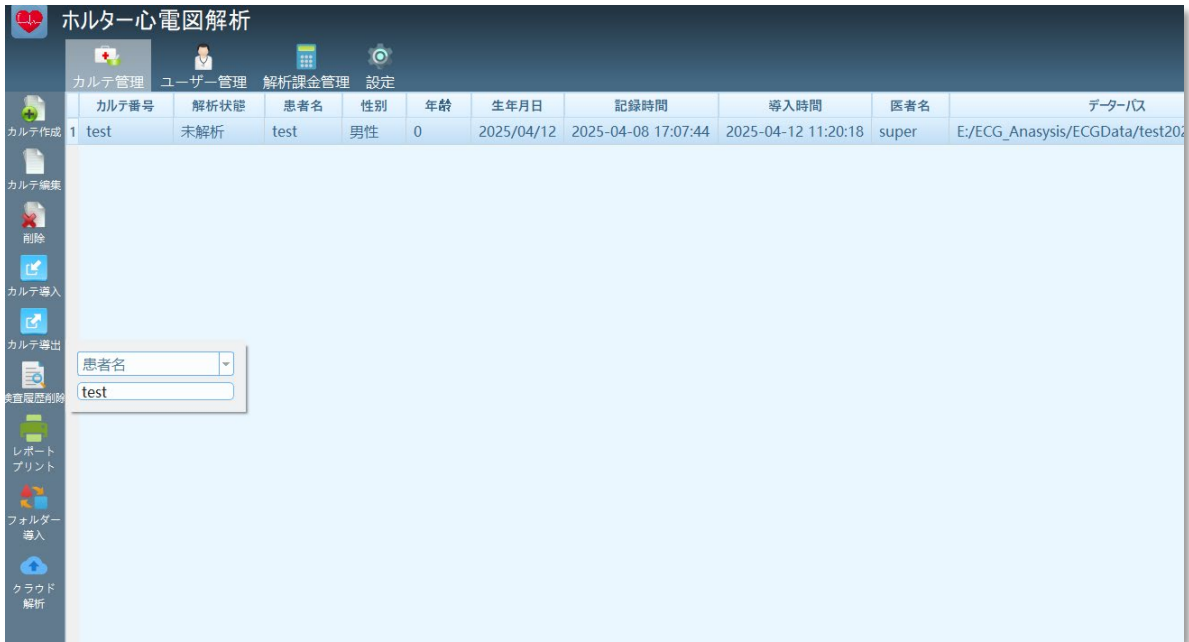 ホルター心電図解析
カルテ管理 ユーザー管理 解析課金管理 設定
カルテ番号 解析状態 患者名 性別 年齢 生年月日 記録時間 導入時間 医者名 データーパス
1 test 未解析 test 男性 0 2025/04/12 2025-04-08 17:07:44 2025-04-12 11:20:18 super E:/ECG_Anasysis/ECGData/test202
カルテ作成
カルテ編集
削除
カルテ導入
カルテ導出
患者名
test
検査履歴削除
レポート
プリント
フォルダー
導入
クラウド
解析